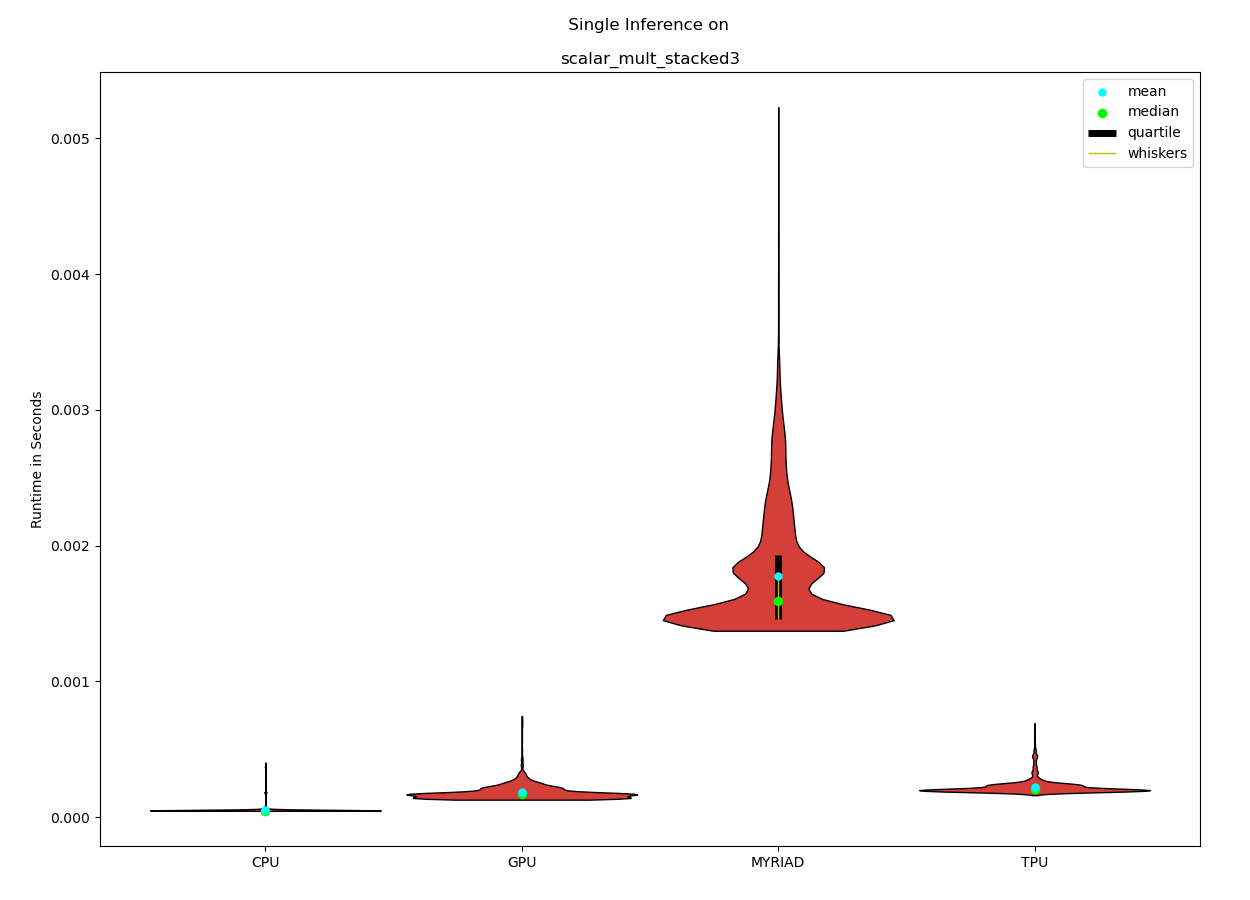 Single Inference on
scalar_mult_stacked3
mean
median
quartile
whiskers
Runtime in Seconds
0.005
0.004
0.003
0.002
0.001
0.000
CPU
GPU
MYRIAD
TPU